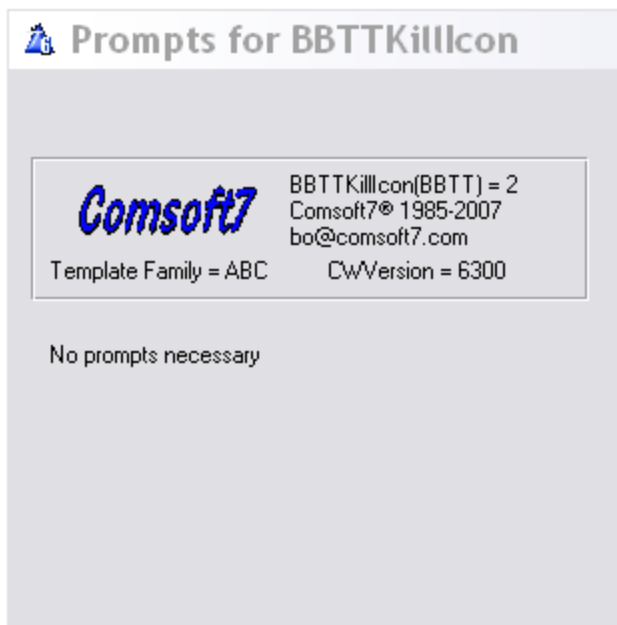 Prompts for BBTTKillIcon
Comsoft7
BBTTKillIcon(BBTT) = 2
Comsoft7® 1985-2007
bo@comsoft7.com
Template Family = ABC CWVersion = 6300
No prompts necessary